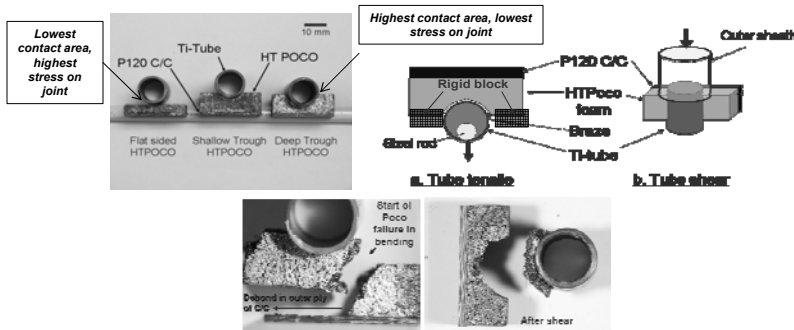 Lowest
contact area,
highest
stress on
joint
Highest contact area, lowest
stress on joint
10 mm
Ti-Tube
P120 C/C
HT POCO
Flat sided
HTPOCO
Shallow Trough
HTPOCO
Deep Trough
HTPOCO
P120 C/C
Outer sheath
Rigid block
HTPoco
foam
Braze
Steel rod
Ti-tube
a. Tube tensile
b. Tube shear
Start of
Poco
failure in
bending
Debond in outer ply
of C/C
After shear